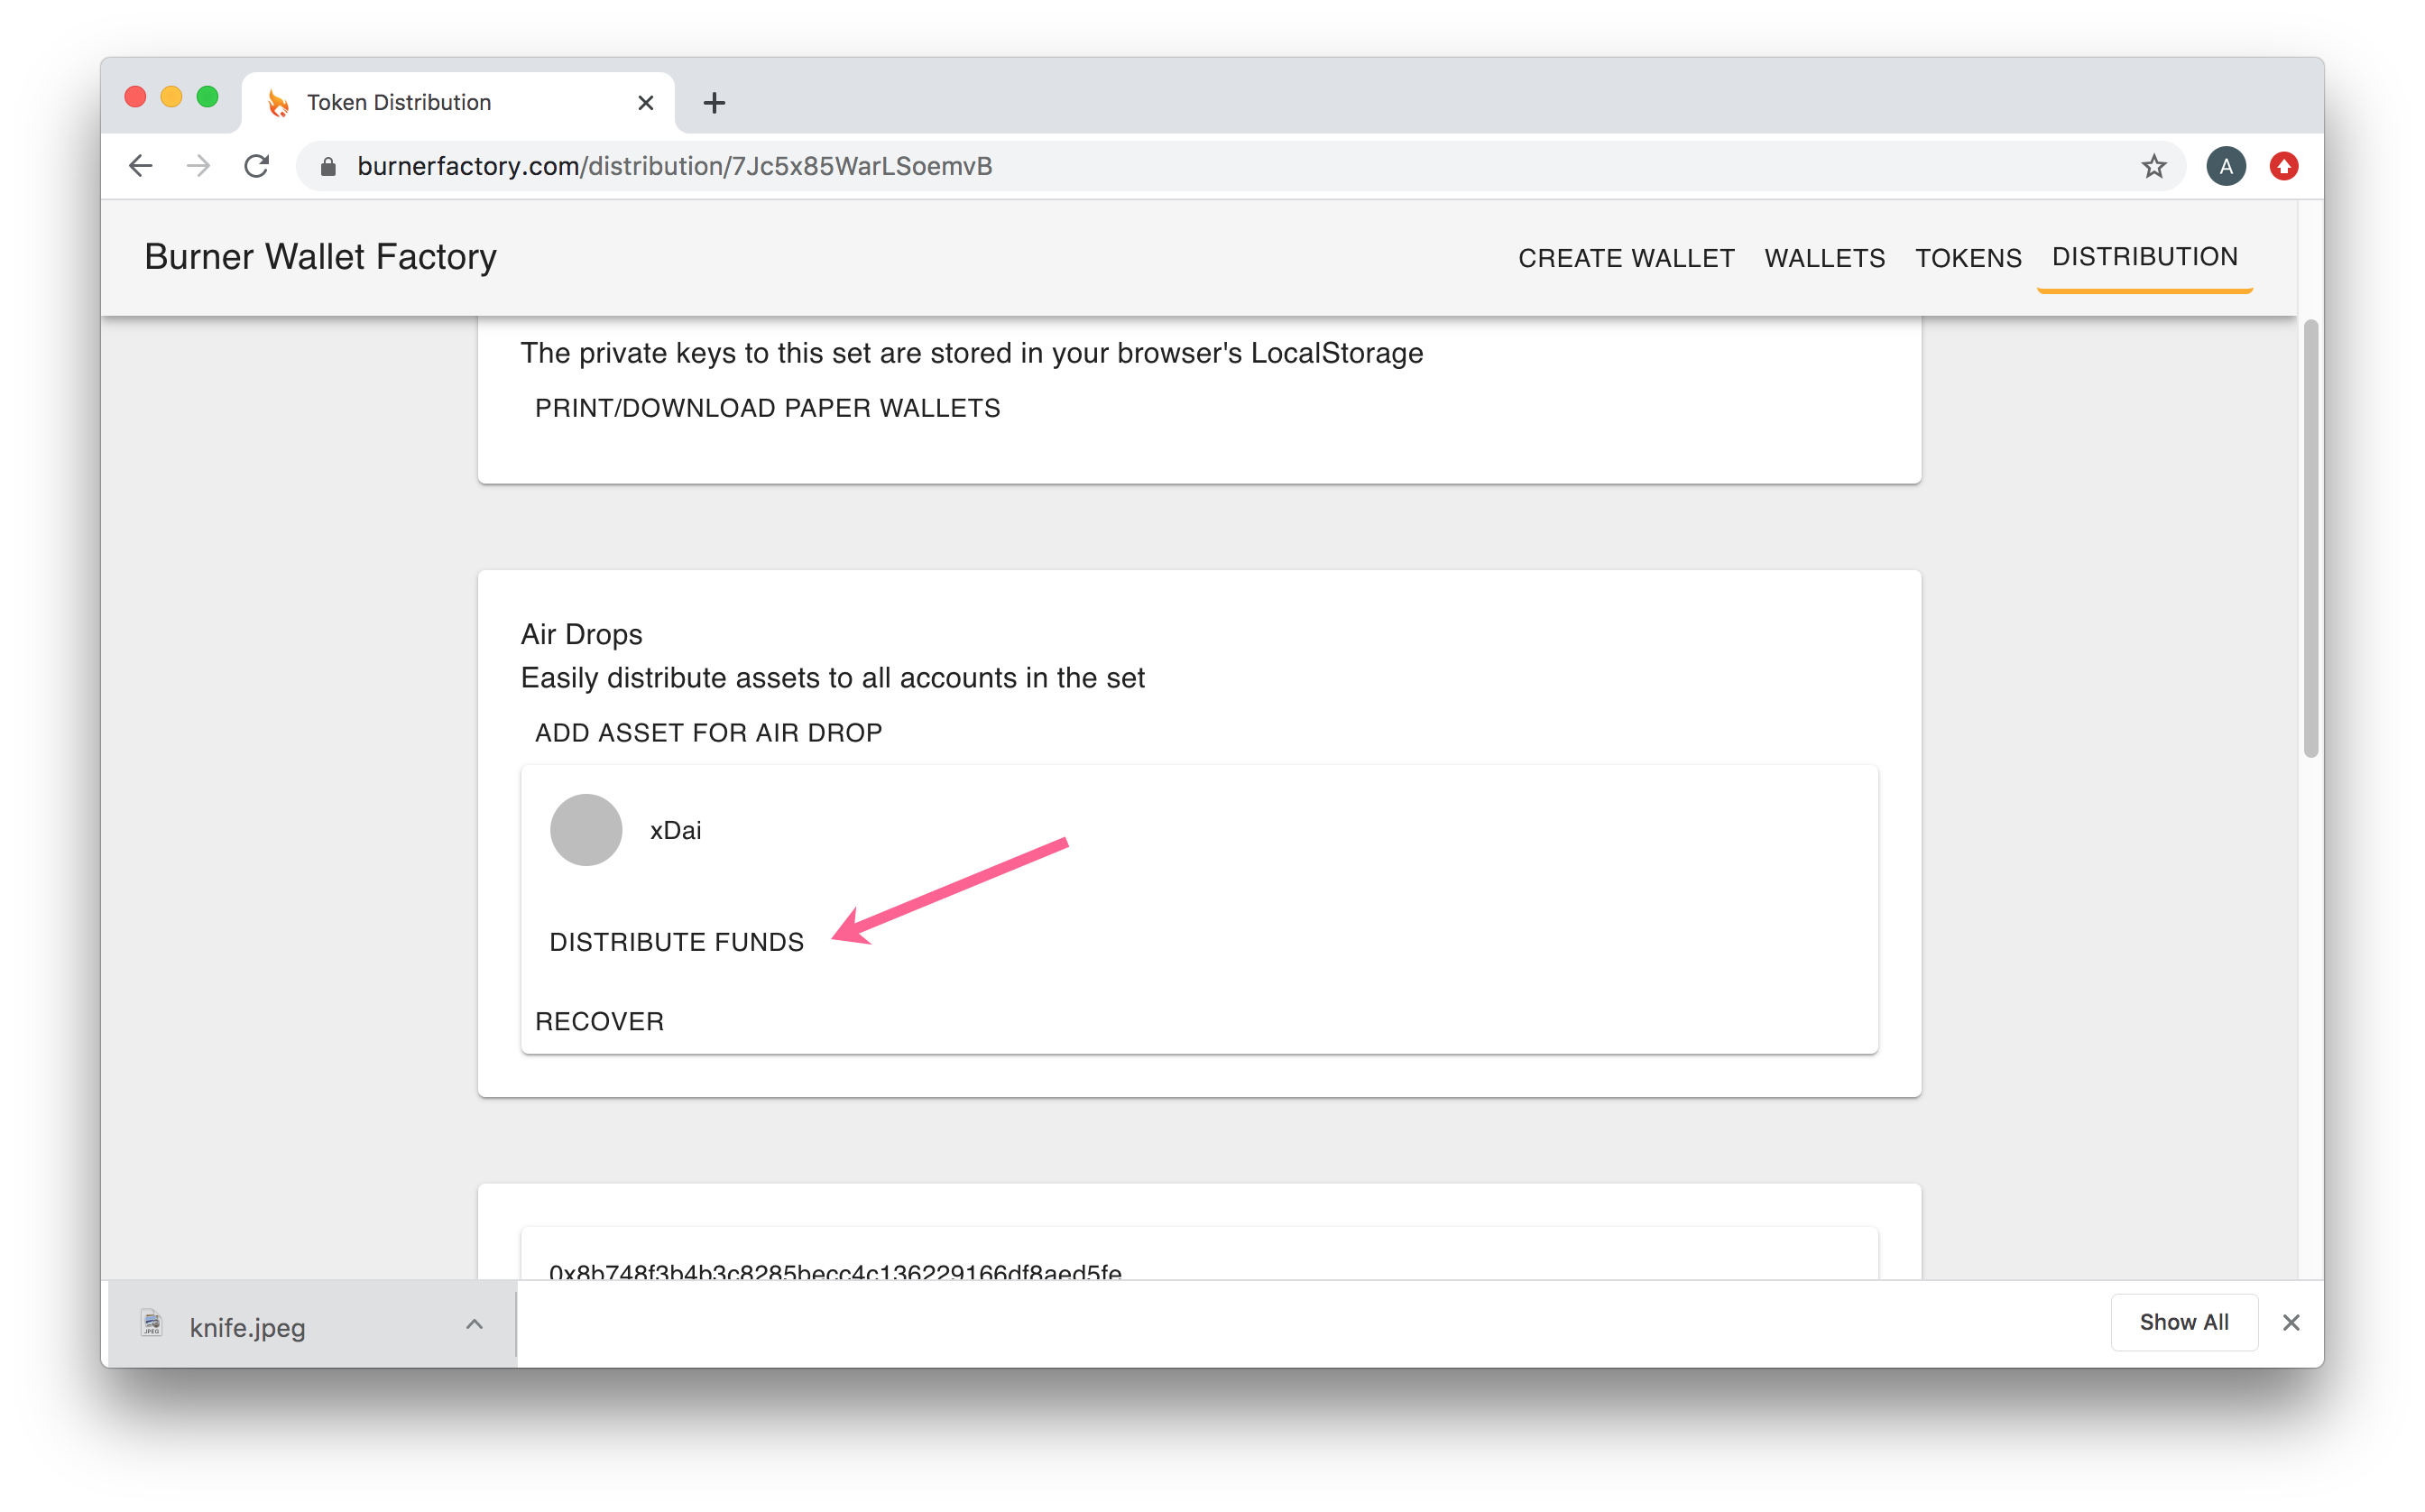 Token Distribution
burnerfactory.com/distribution/7Jc5x85WarLSoemvB
A
Burner Wallet Factory
CREATE WALLET WALLETS TOKENS DISTRIBUTION
The private keys to this set are stored in your browser's LocalStorage
PRINT/DOWNLOAD PAPER WALLETS
Air Drops
Easily distribute assets to all accounts in the set
ADD ASSET FOR AIR DROP
xDai
DISTRIBUTE FUNDS
RECOVER
0x8b748f3b4b3c8285becc4c136229166df8aed5fe
JPEG
knife.jpeg
Show All